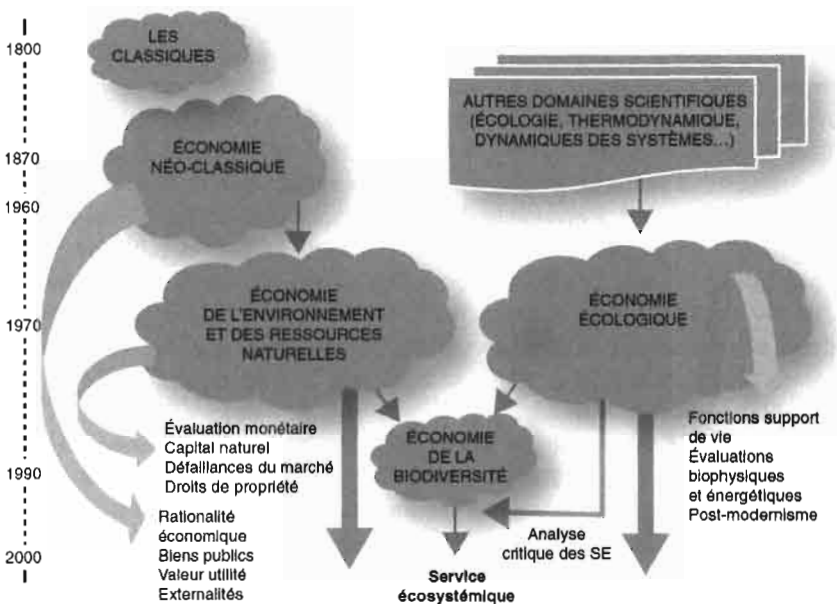 1800
1870
1960
1970
1990
2000
LES
CLASSIQUES
ÉCONOMIE
NÉO-CLASSIQUE
AUTRES DOMAINES SCIENTIFIQUES
(ÉCOLOGIE, THERMODYNAMIQUE,
DYNAMIQUES DES SYSTÈMES...)
ÉCONOMIE
DE L'ENVIRONNEMENT
ET DES RESSOURCES
NATURELLES
ÉCONOMIE
ÉCOLOGIQUE
ÉCONOMIE
DE LA
BIODIVERSITÉ
Évaluation monétaire
Capital naturel
Défaillances du marché
Droits de propriété
Rationalité
économique
Biens publics
Valeur utilité
Externalités
Fonctions support
de vie
Évaluations
biophysiques
et énergétiques
Post-modernisme
Analyse
critique des SE
Service
écosystémique